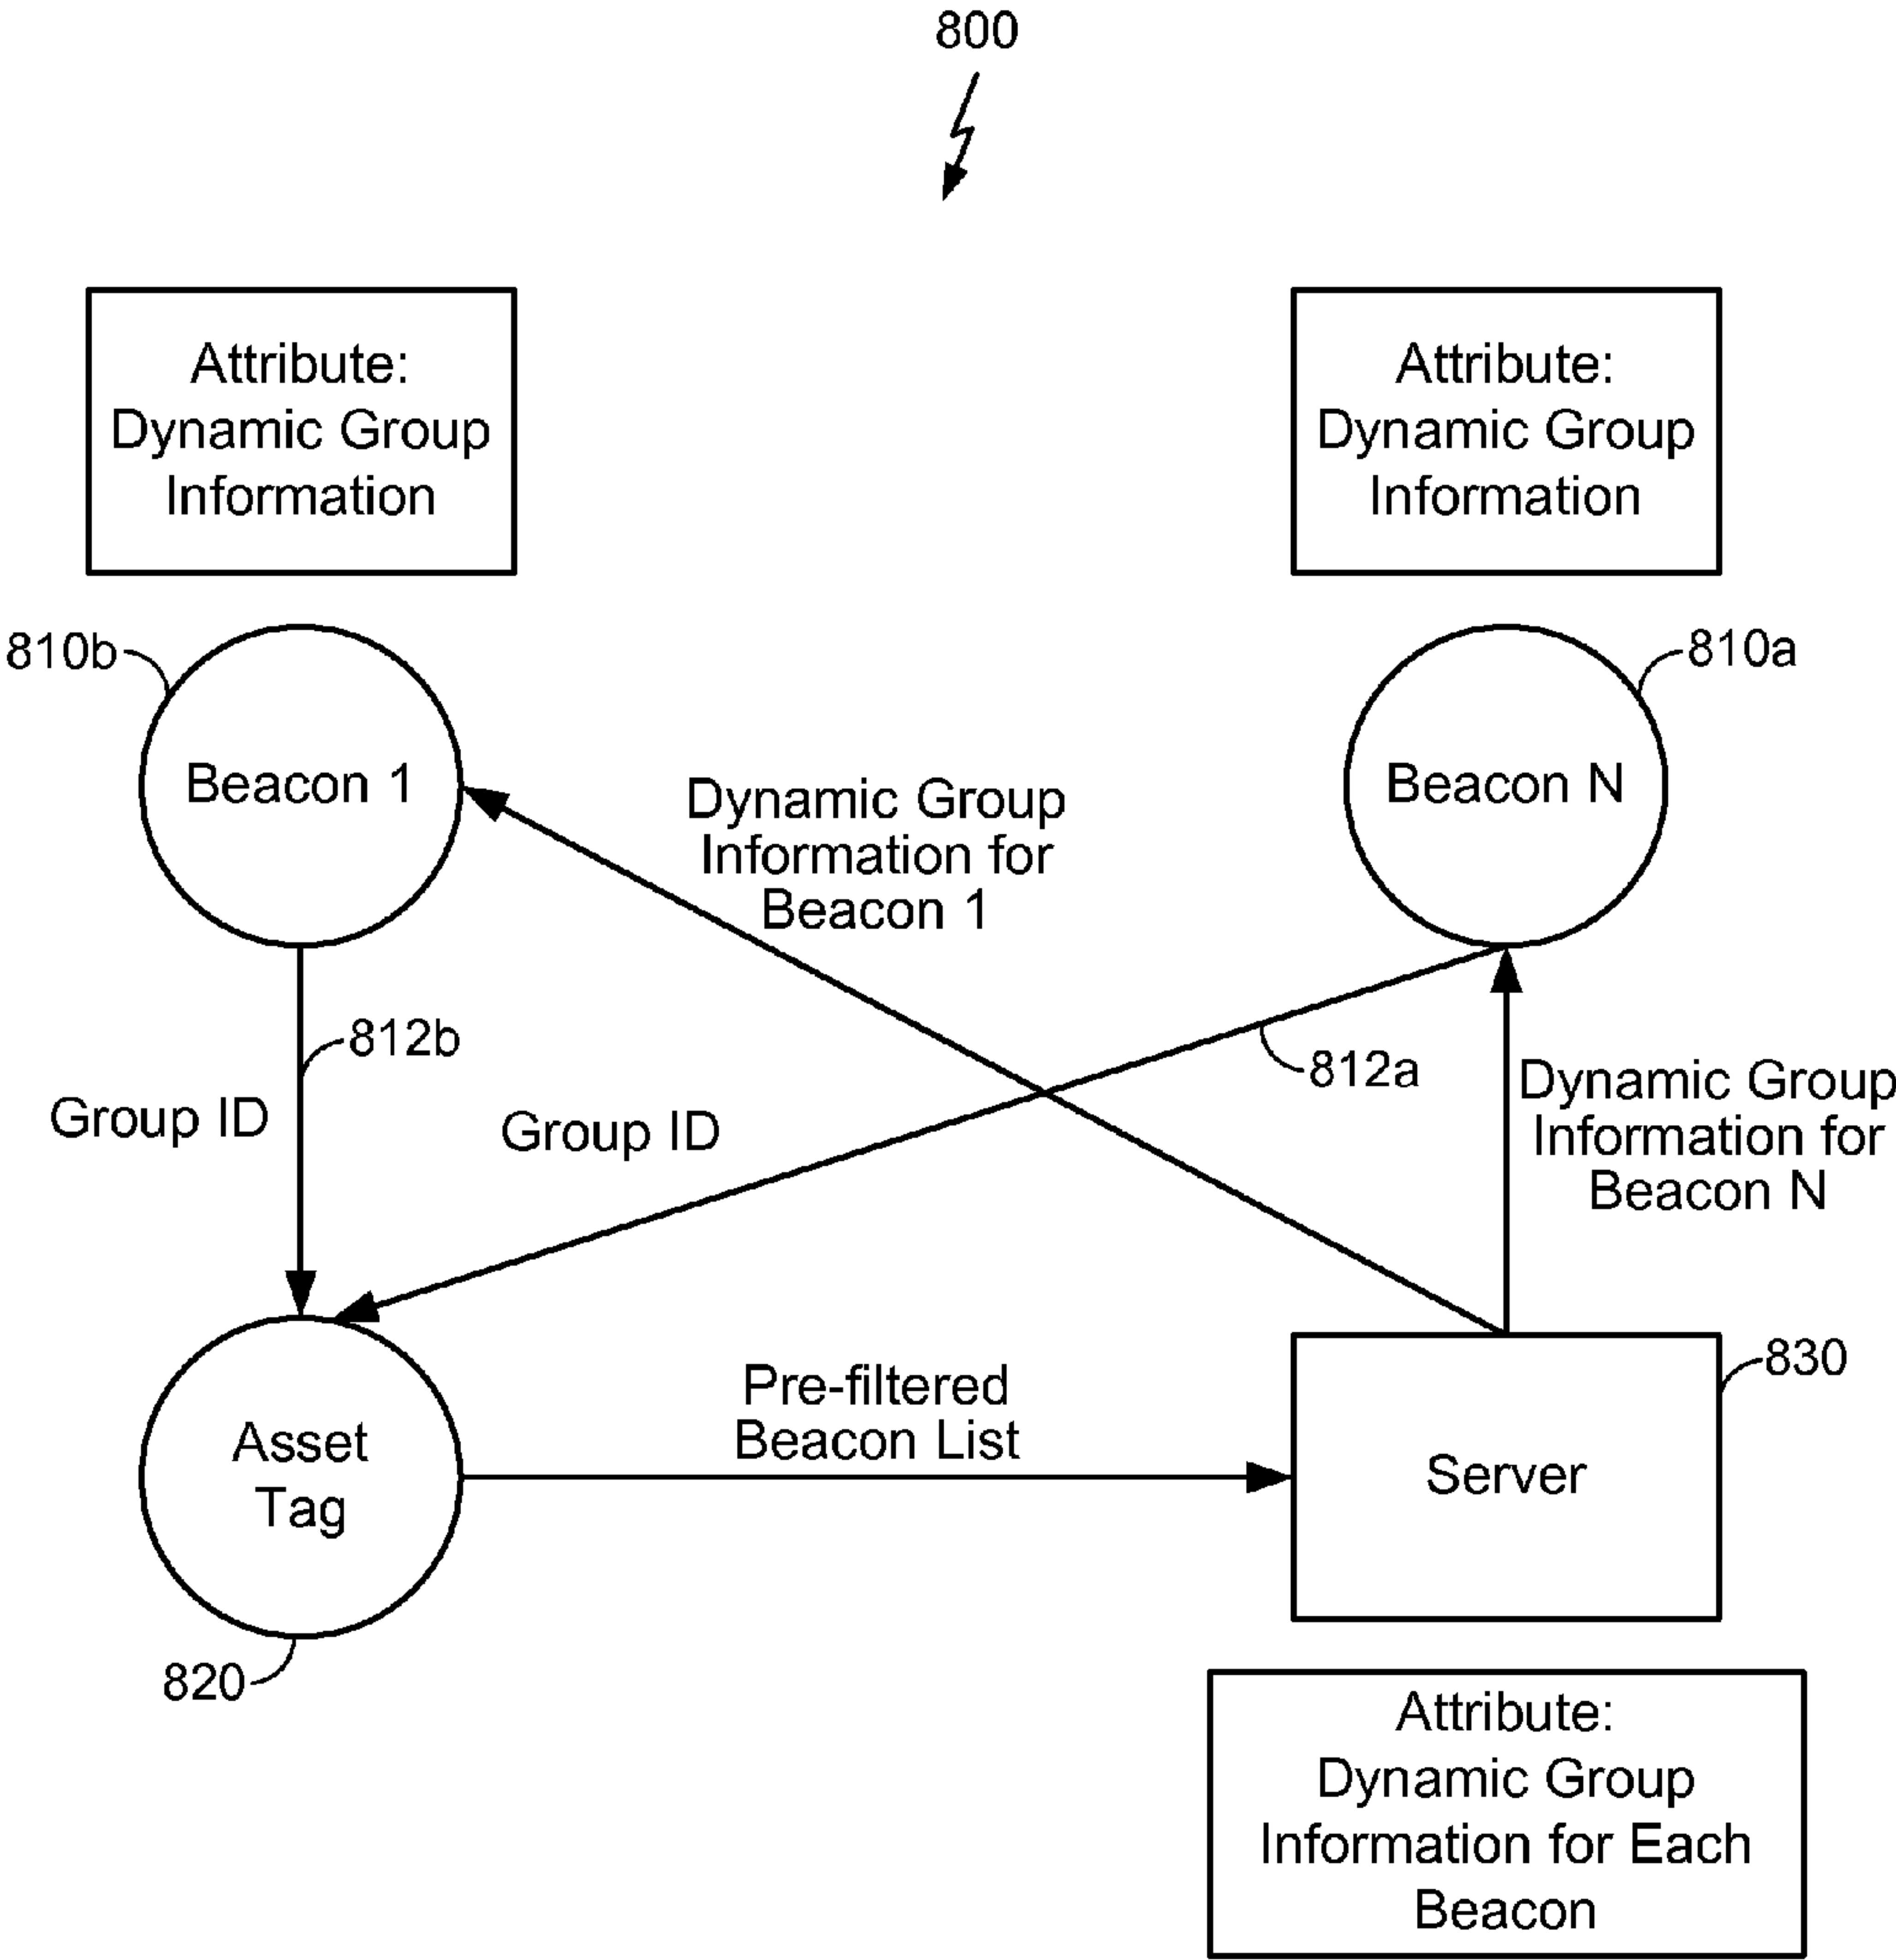 800
Attribute:
Dynamic Group
Information
Attribute:
Dynamic Group
Information
810b
810a
Beacon 1
Beacon N
Dynamic Group
Information for
Beacon 1
812b
812a
Group ID
Group ID
Dynamic Group
Information for
Beacon N
830
Pre-filtered
Beacon List
Asset
Tag
Server
820
Attribute:
Dynamic Group
Information for Each
Beacon